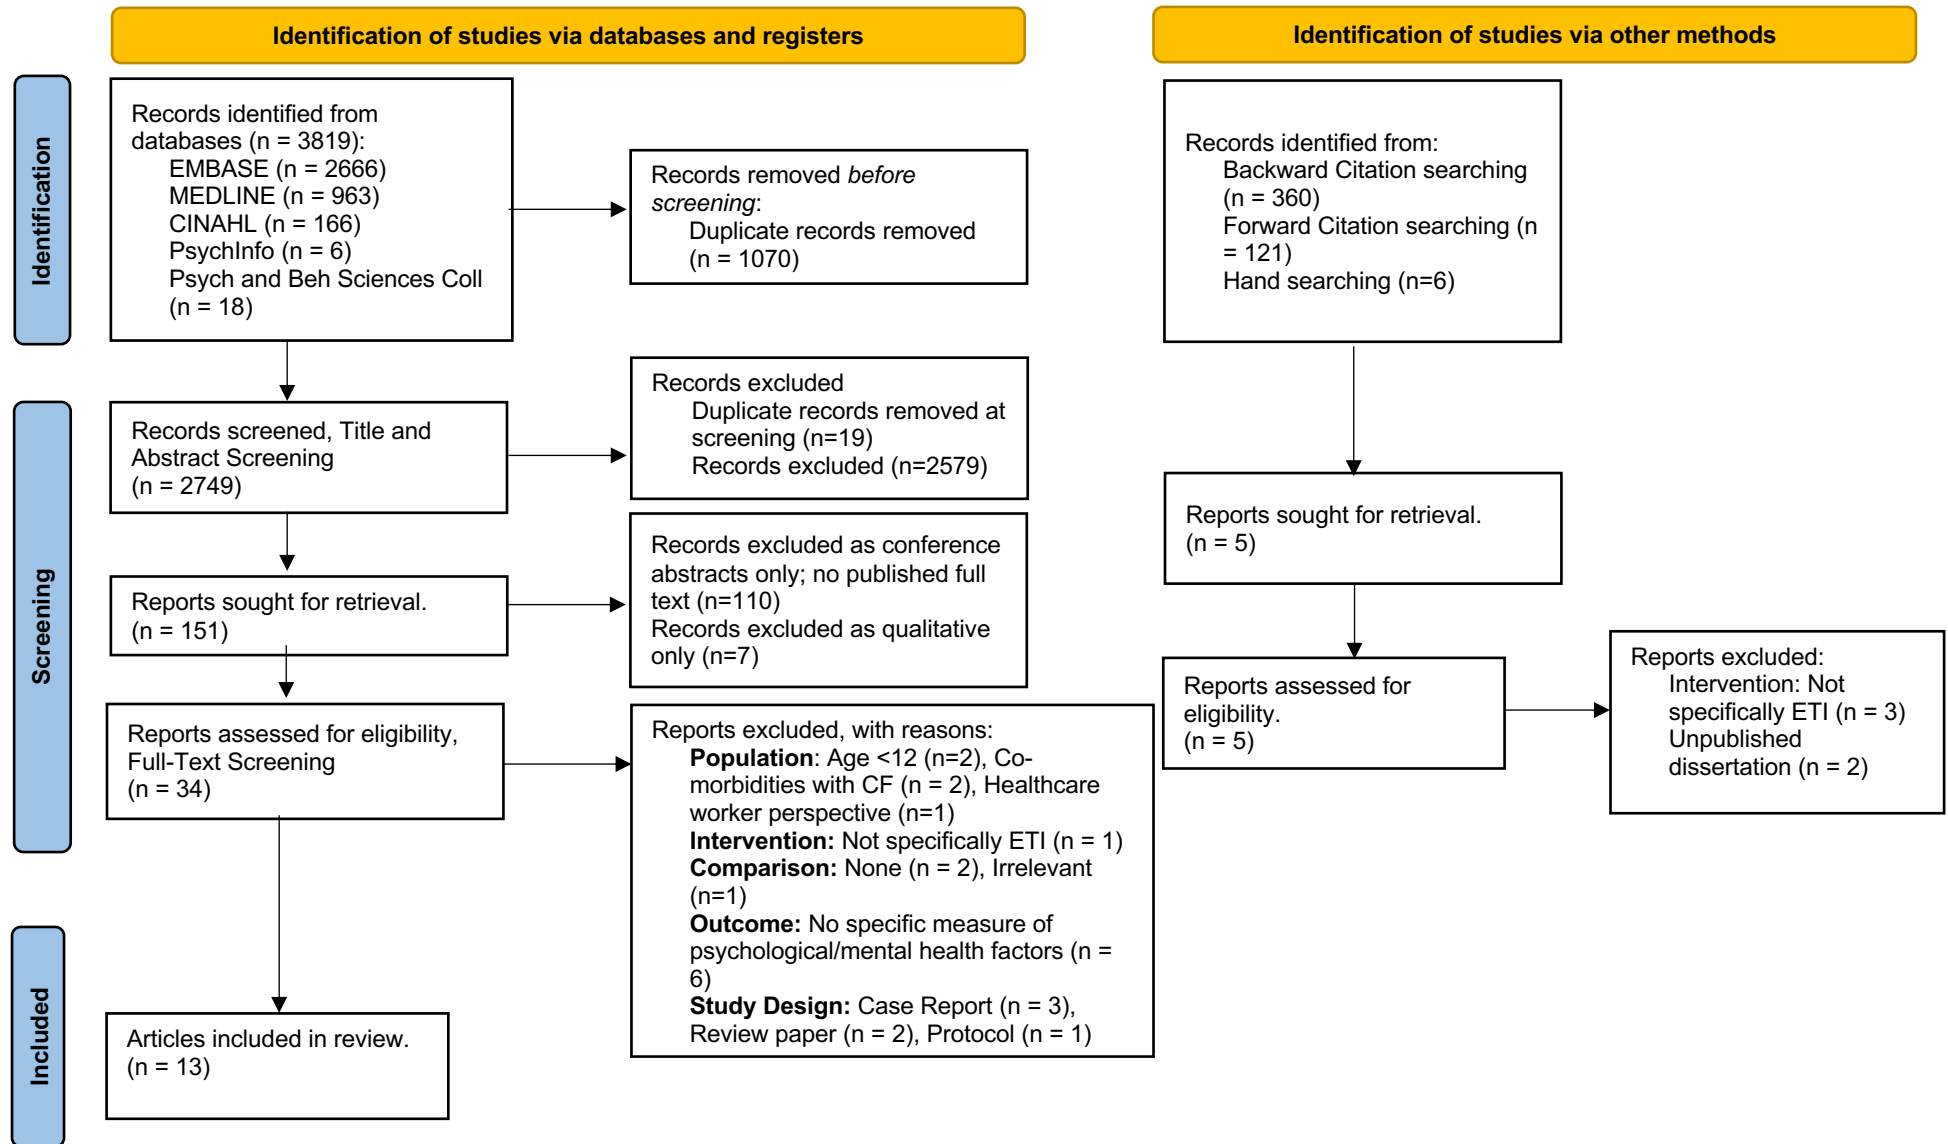 Identification of studies via databases and registers
Identification of studies via other methods
Identification
Records identified from
databases (n = 3819):
EMBASE (n = 2666)
MEDLINE (n = 963)
CINAHL (n = 166)
PsychInfo (n = 6)
Psych and Beh Sciences Coll
(n = 18)
Records removed before
screening:
Duplicate records removed
(n = 1070)
Records identified from:
Backward Citation searching
(n = 360)
Forward Citation searching (n
= 121)
Hand searching (n=6)
Screening
Records screened, Title and
Abstract Screening
(n = 2749)
Records excluded
Duplicate records removed at
screening (n=19)
Records excluded (n=2579)
Reports sought for retrieval.
(n = 151)
Records excluded as conference
abstracts only; no published full
text (n=110)
Records excluded as qualitative
only (n=7)
Reports sought for retrieval.
(n = 5)
Reports assessed for eligibility,
Full-Text Screening
(n = 34)
Reports excluded, with reasons:
Population: Age <12 (n=2), Co-
morbidities with CF (n = 2), Healthcare
worker perspective (n=1)
Intervention: Not specifically ETI (n = 1)
Comparison: None (n = 2), Irrelevant
(n=1)
Outcome: No specific measure of
psychological/mental health factors (n =
6)
Study Design: Case Report (n = 3),
Review paper (n = 2), Protocol (n = 1)
Reports assessed for
eligibility.
(n = 5)
Reports excluded:
Intervention: Not
specifically ETI (n = 3)
Unpublished
dissertation (n = 2)
Included
Articles included in review.
(n = 13)